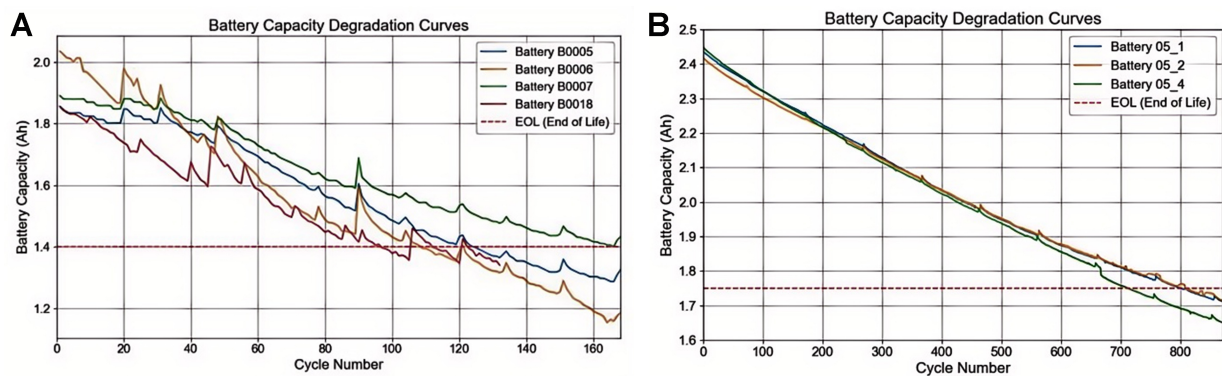 A
Battery Capacity Degradation Curves
Battery Capacity (Ah)
2.0
1.8
1.6
1.4
1.2
0 20 40 60 80 100 120 140 160
Cycle Number
Battery B0005
Battery B0006
Battery B0007
Battery B0018
EOL (End of Life)
B
Battery Capacity Degradation Curves
Battery Capacity (Ah)
2.5
2.4
2.3
2.2
2.1
2.0
1.9
1.8
1.7
1.6
0 100 200 300 400 500 600 700 800
Cycle Number
Battery 05_1
Battery 05_2
Battery 05_4
EOL (End of Life)